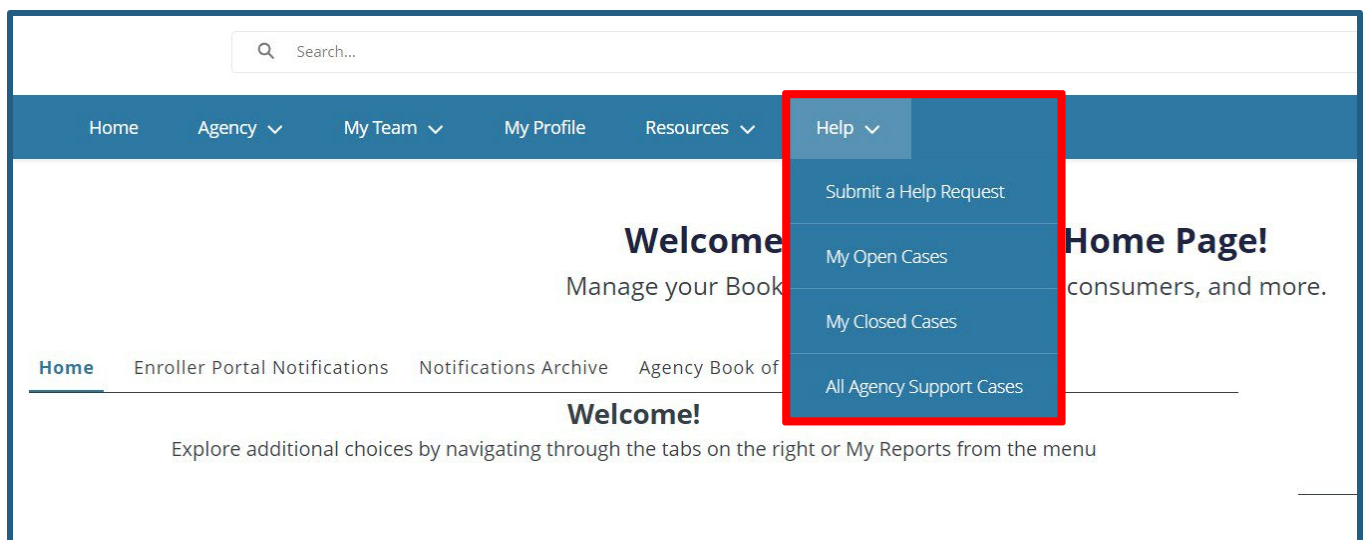 Search...
Home Agency My Team My Profile Resources Help
Submit a Help Request
My Open Cases
My Closed Cases
All Agency Support Cases
Welcome Home Page!
Manage your Book consumers, and more.
Home Enroller Portal Notifications Notifications Archive Agency Book of
Welcome!
Explore additional choices by navigating through the tabs on the right or My Reports from the menu